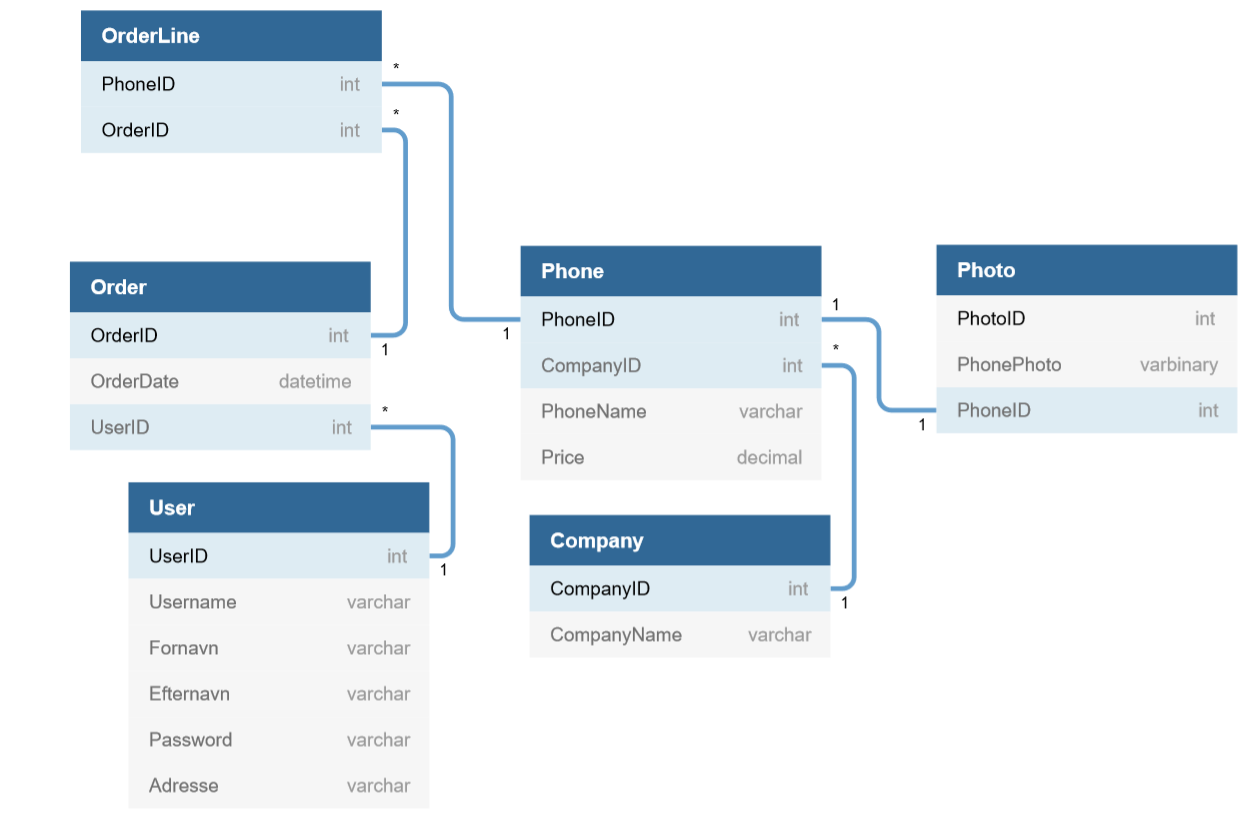 OrderLine
PhoneID int
OrderID int
*
*
Order
OrderID int
OrderDate datetime
UserID int
1
*
User
UserID int
Username varchar
Fornavn varchar
Efternavn varchar
Password varchar
Adresse varchar
1
Phone
PhoneID int
CompanyID int
PhoneName varchar
Price decimal
1
1
*
Company
CompanyID int
CompanyName varchar
1
Photo
PhotoID int
PhonePhoto varbinary
PhoneID int
1